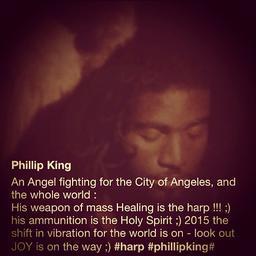 Phillip King
An Angel fighting for the City of Angeles, and
the whole world :
His weapon of mass Healing is the harp !!! ;)
his ammunition is the Holy Spirit ;) 2015 the
shift in vibration for the world is on - look out
JOY is on the way ;) #harp #phillipking#